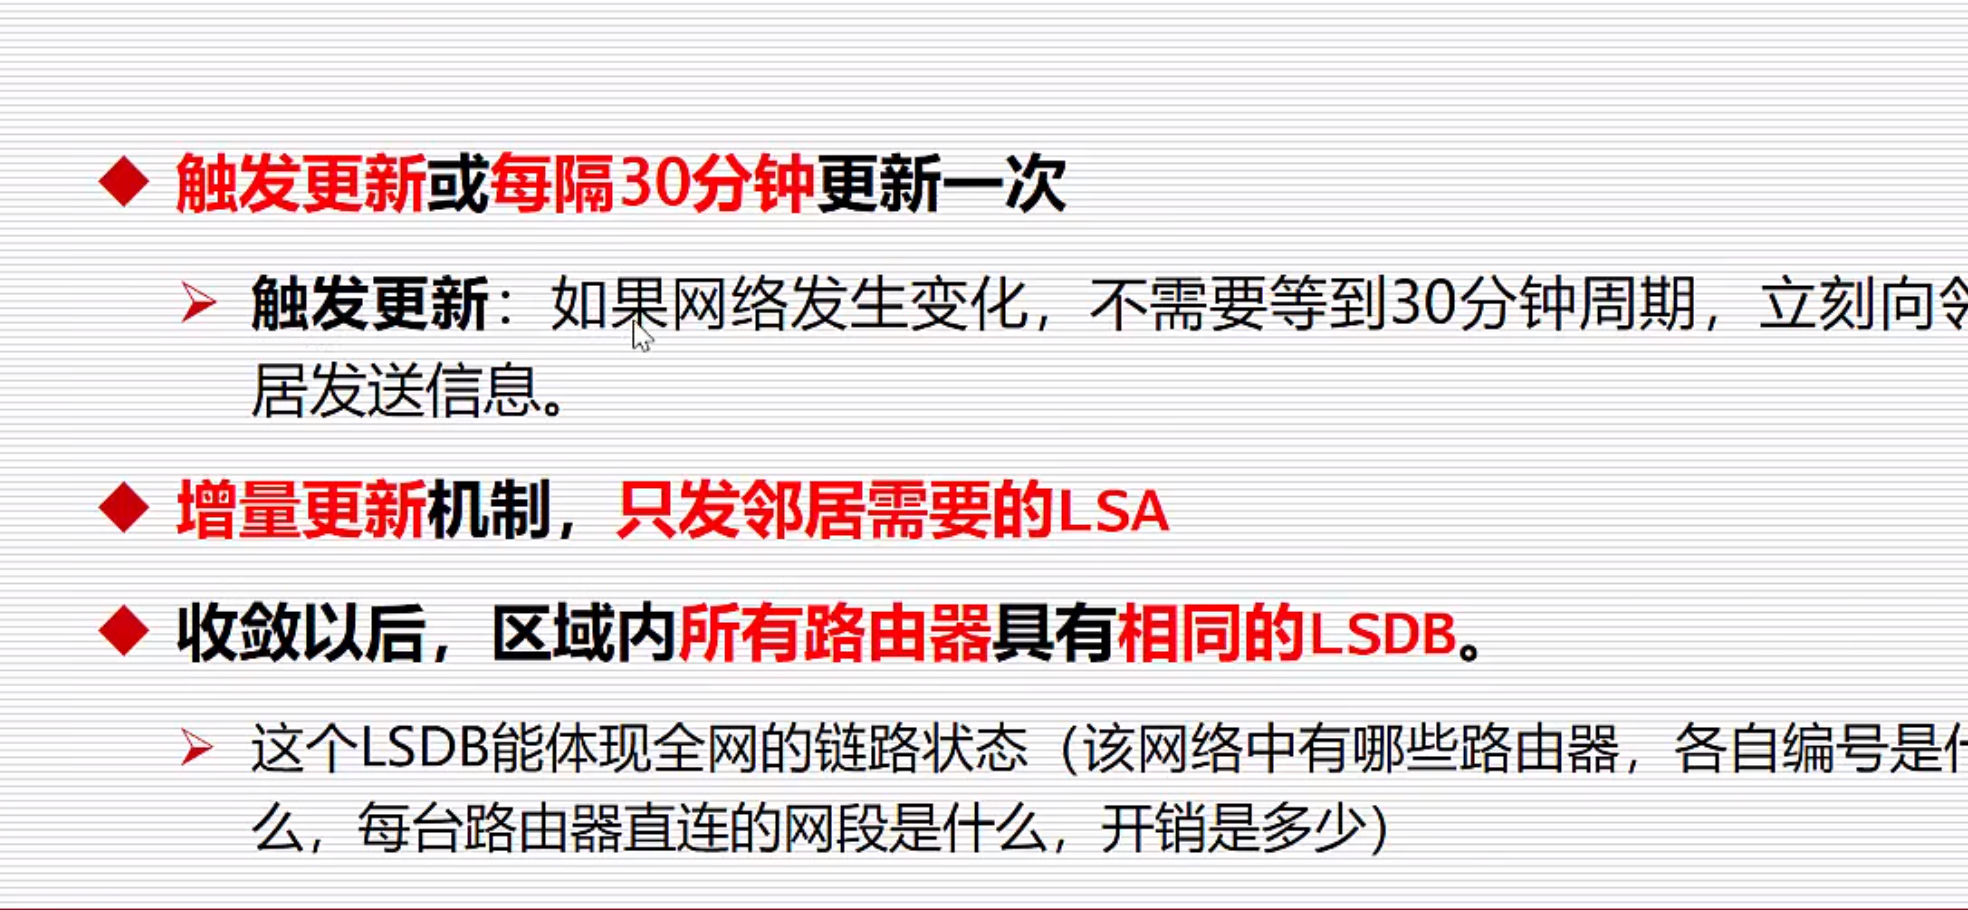 触发更新或每隔30分钟更新一次
触发更新：如果网络发生变化，不需要等到30分钟周期，立刻向邻
居发送信息。
增量更新机制，只发邻居需要的LSA
收敛以后，区域内所有路由器具有相同的LSDB。
这个LSDB能体现全网的链路状态（该网络中有哪些路由器，各自编号是什
么，每台路由器直连的网段是什么，开销是多少）